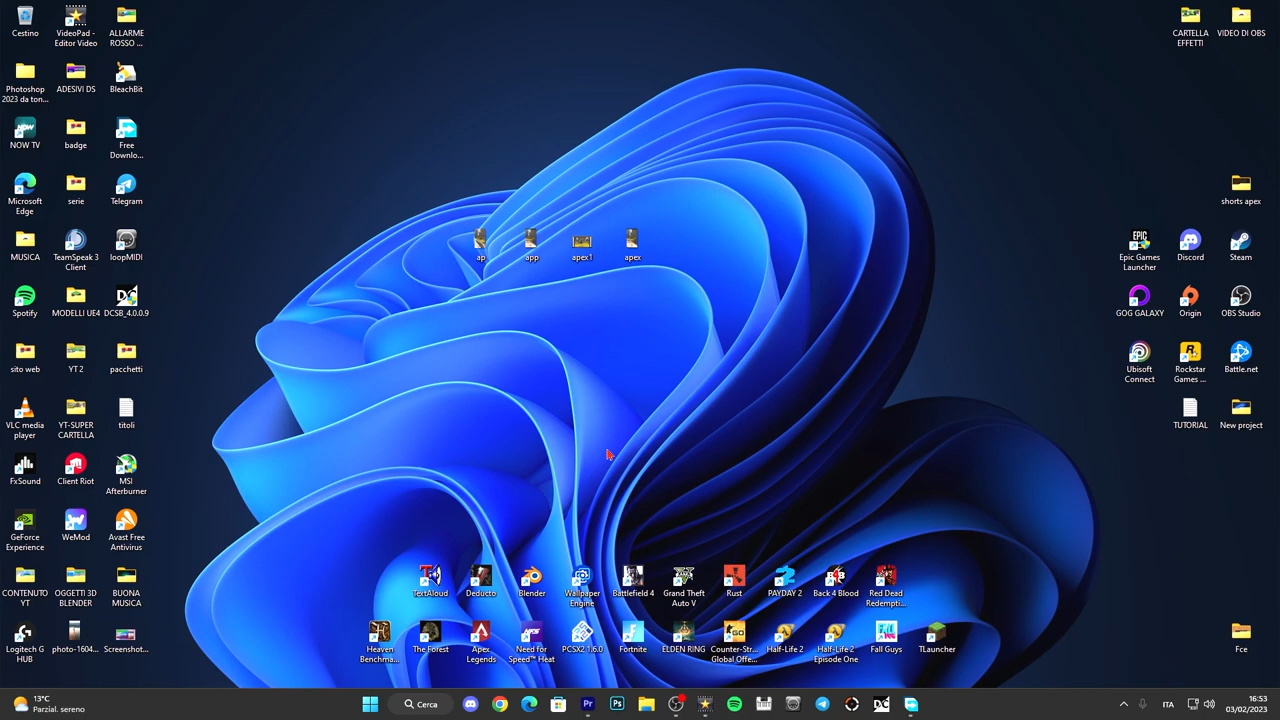 Cestino
VideoPad -
Editor Video
ALLARME
ROSSO ...
Photoshop
2023 da ton...
ADESIVI DS
BleachBit
NOW TV
badge
Free
Downlo...
Microsoft
Edge
serie
Telegram
MUSICA
TeamSpeak 3
Client
loopMIDI
Spotify
MODELLI UE4
DCSB_4.0.0.9
sito web
YT 2
pacchetti
VLC media
player
YT-SUPER
CARTELLA
titoli
FxSound
Client Riot
MSI
Afterburner
GeForce
Experience
WeMod
Avast Free
Antivirus
CONTENUTO
YT
OGGETTI 3D
BLENDER
BUONA
MUSICA
Logitech G
HUB
photo-1604...
Screenshot...
ap
app
apex1
apex
CARTELLA
EFFETTI
VIDEO DI OBS
shorts apex
Epic Games
Launcher
Discord
Steam
GOG GALAXY
Origin
OBS Studio
Ubisoft
Connect
Rockstar
Games ...
Battle.net
TUTORIAL
New project
TextAloud
Deducto
Blender
Wallpaper
Engine
Battlefield 4
Grand Theft
Auto V
Rust
PAYDAY 2
Back 4 Blood
Red Dead
Redempti...
Heaven
Benchma...
The Forest
Apex
Legends
Need for
Speed™ Heat
PCSX2 1.6.0
Fortnite
ELDEN RING
Counter-Str...
Global Offe...
Half-Life 2
Half-Life 2
Episode One
Fall Guys
TLauncher
Fce
13°C
Parzial. sereno
Cerca
ITA
16:53
03/02/2023